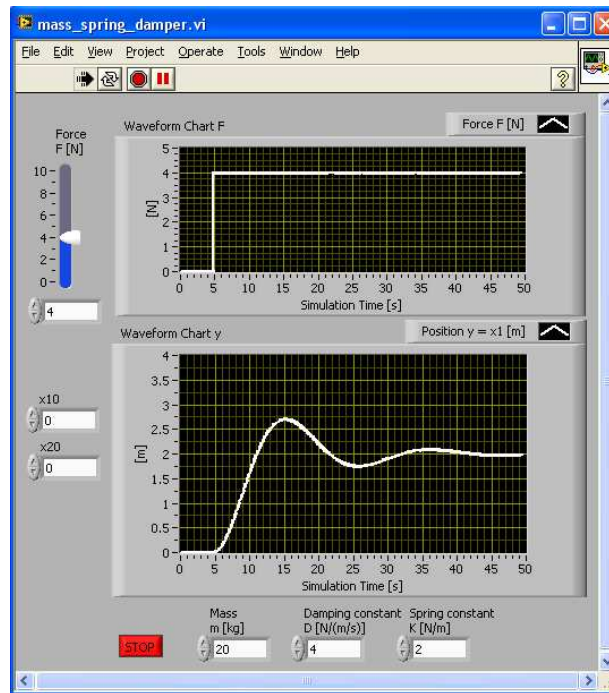 mass_spring_damper.vi
File Edit View Project Operate Tools Window Help
?
Force
F [N]
10
8
6
4
2
0
4
Waveform Chart F
Force F [N]
5
4
3
2
1
0
[N]
0 5 10 15 20 25 30 35 40 45 50
Simulation Time [s]
Waveform Chart y
Position y = x1 [m]
4
3.5
3
2.5
2
1.5
1
0.5
0
[m]
0 5 10 15 20 25 30 35 40 45 50
Simulation Time [s]
x10
0
x20
0
STOP
Mass
m [kg]
20
Damping constant
D [N/(m/s)]
4
Spring constant
K [N/m]
2